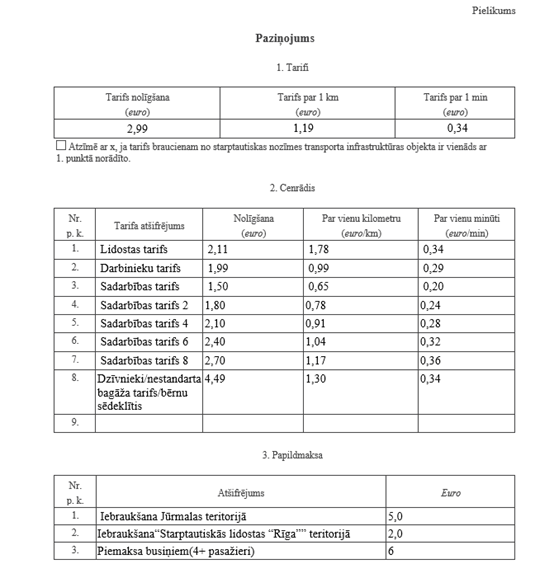 Pielikums
Paziņojums
1. Tarifi
Tarifs nolīgšana Tarifs par 1 km Tarifs par 1 min
(euro) (euro) (euro)
2,99 1,19 0,34
☐ Atzīmē ar x, ja tarifs braucienam no starptautiskas nozīmes transporta infrastruktūras objekta ir vienāds ar
1. punktā norādīto.
2. Cenrādis
Nr. Tarifa atšifrējums Nolīgšana Par vienu kilometru Par vienu minūti
p. k. (euro) (euro/km) (euro/min)
1. Lidostas tarifs 2,11 1,78 0,34
2. Darbinieku tarifs 1,99 0,99 0,29
3. Sadarbības tarifs 1,50 0,65 0,20
4. Sadarbības tarifs 2 1,80 0,78 0,24
5. Sadarbības tarifs 4 2,10 0,91 0,28
6. Sadarbības tarifs 6 2,40 1,04 0,32
7. Sadarbības tarifs 8 2,70 1,17 0,36
8. Dzīvnieki/nestandarta 4,49 1,30 0,34
bagāža tarifs/bērnu
sēdeklītis
9.
3. Papildmaksa
Nr. Atšifrējums Euro
p. k.
1. Iebraukšana Jūrmalas teritorijā 5,0
2. Iebraukšana“Starptautiskās lidostas “Rīga”” teritorijā 2,0
3. Piemaksa busiņiem(4+ pasažieri) 6